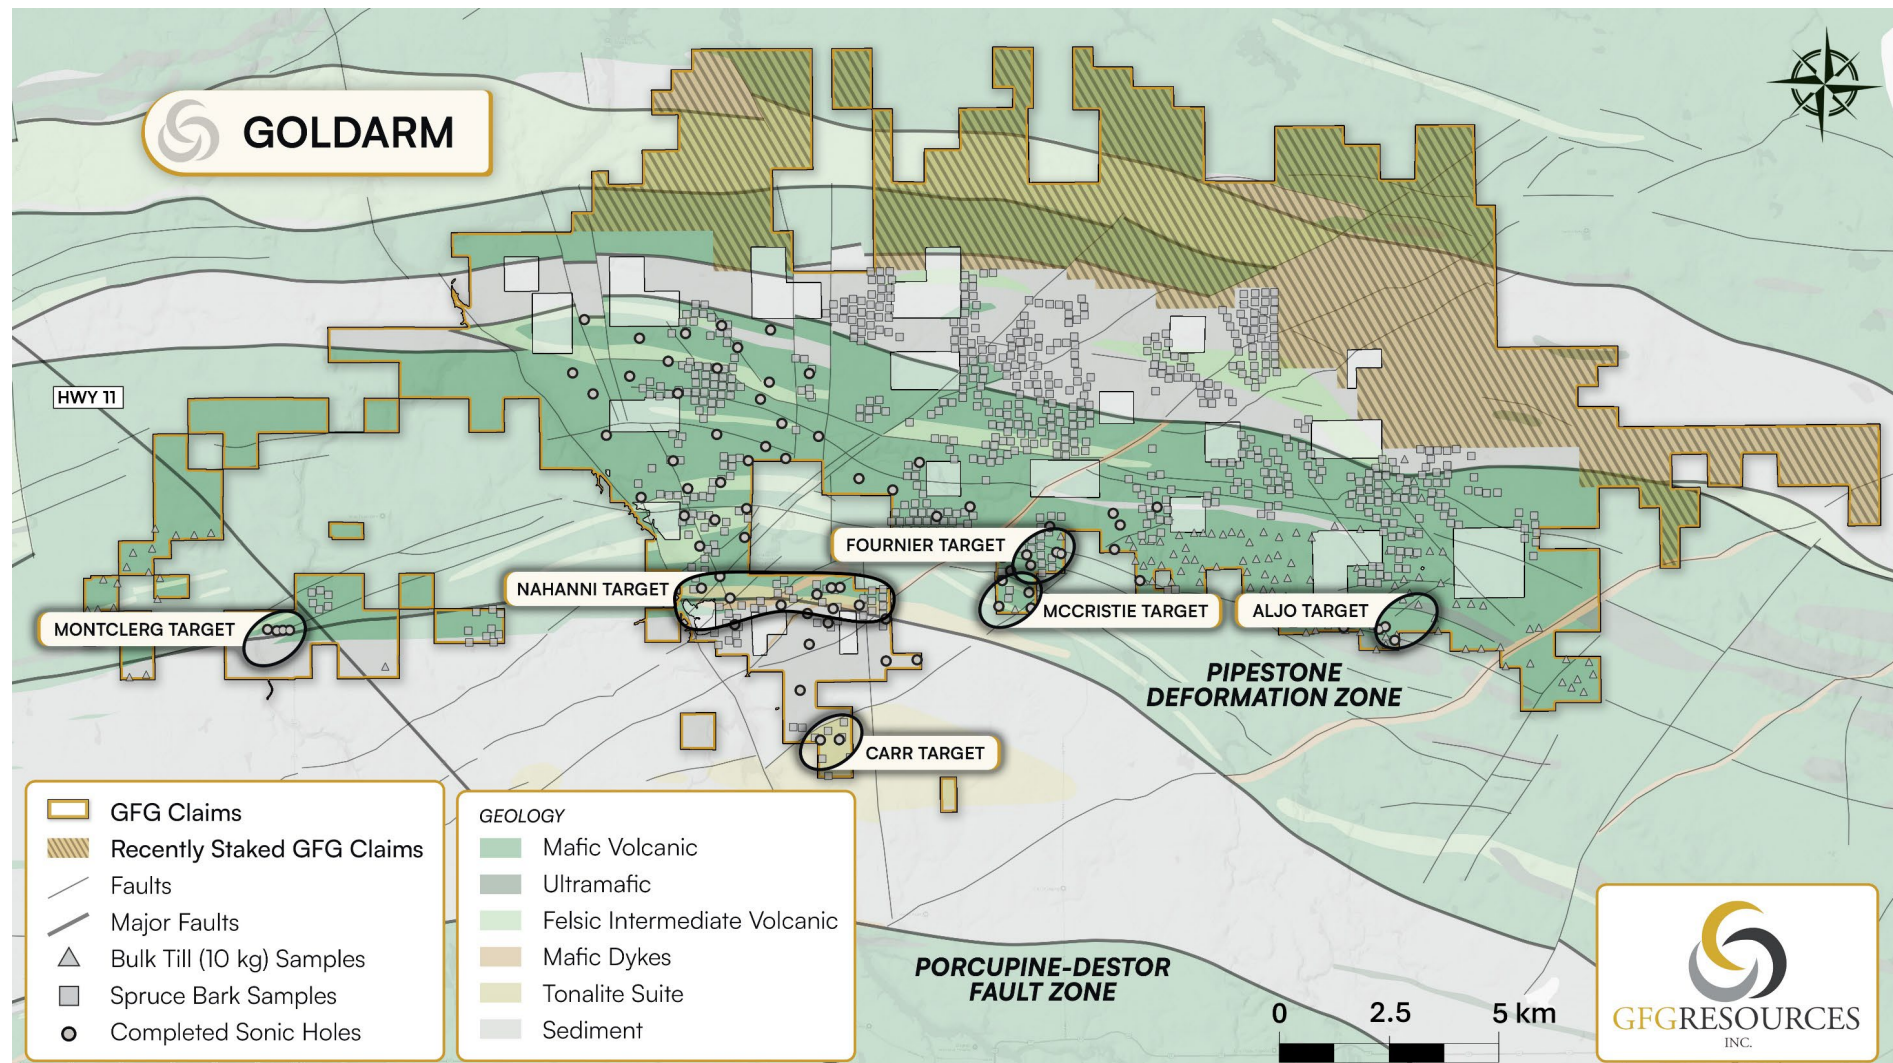 GOLDARM
HWY 11
FOURNIER TARGET
NAHANNI TARGET
MCCRISTIE TARGET
ALJO TARGET
MONTCLERG TARGET
PIPESTONE
DEFORMATION ZONE
CARR TARGET
GFG Claims
Recently Staked GFG Claims
Faults
Major Faults
Bulk Till (10 kg) Samples
Spruce Bark Samples
Completed Sonic Holes
GEOLOGY
Mafic Volcanic
Ultramafic
Felsic Intermediate Volcanic
Mafic Dykes
Tonalite Suite
Sediment
PORCUPINE-DESTOR
FAULT ZONE
0 2.5 5 km
GFGRESOURCES
INC.